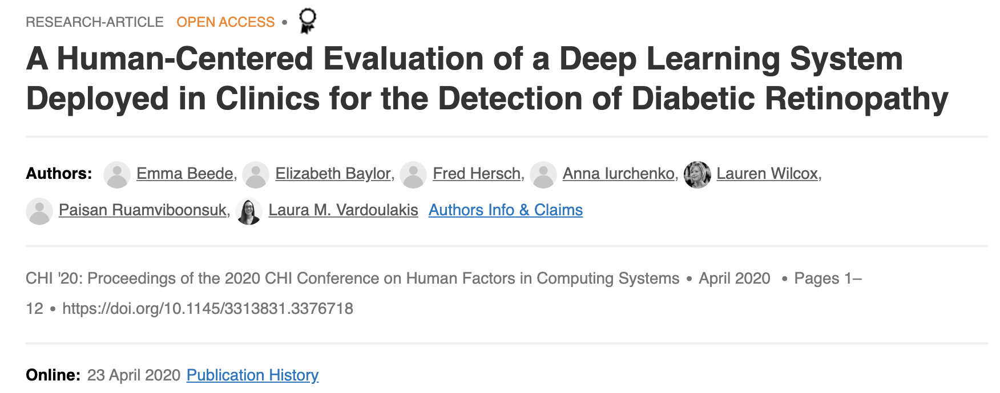 RESEARCH-ARTICLE OPEN ACCESS •
A Human-Centered Evaluation of a Deep Learning System
Deployed in Clinics for the Detection of Diabetic Retinopathy
Authors: Emma Beede, Elizabeth Baylor, Fred Hersch, Anna Iurchenko, Lauren Wilcox,
Paisan Ruamviboonsuk, Laura M. Vardoulakis Authors Info & Claims
CHI '20: Proceedings of the 2020 CHI Conference on Human Factors in Computing Systems • April 2020 • Pages 1–
12 • https://doi.org/10.1145/3313831.3376718
Online: 23 April 2020 Publication History